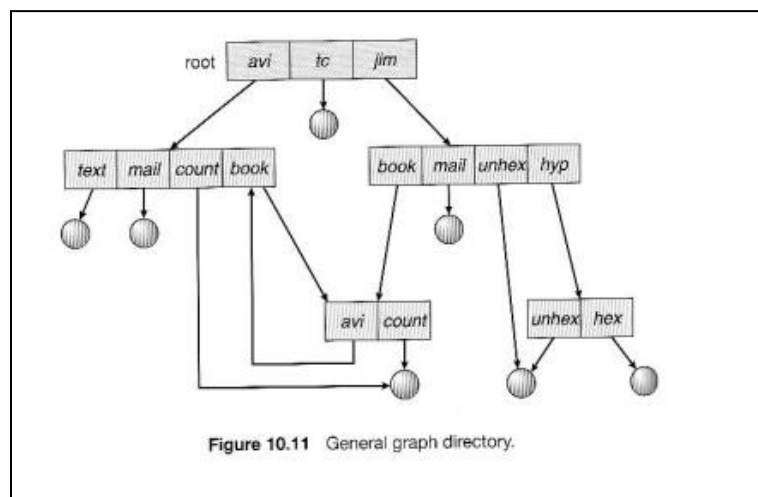 root avi tc jim
text mail count book
book mail unhex hyp
avi count
unhex hex
Figure 10.11 General graph directory.